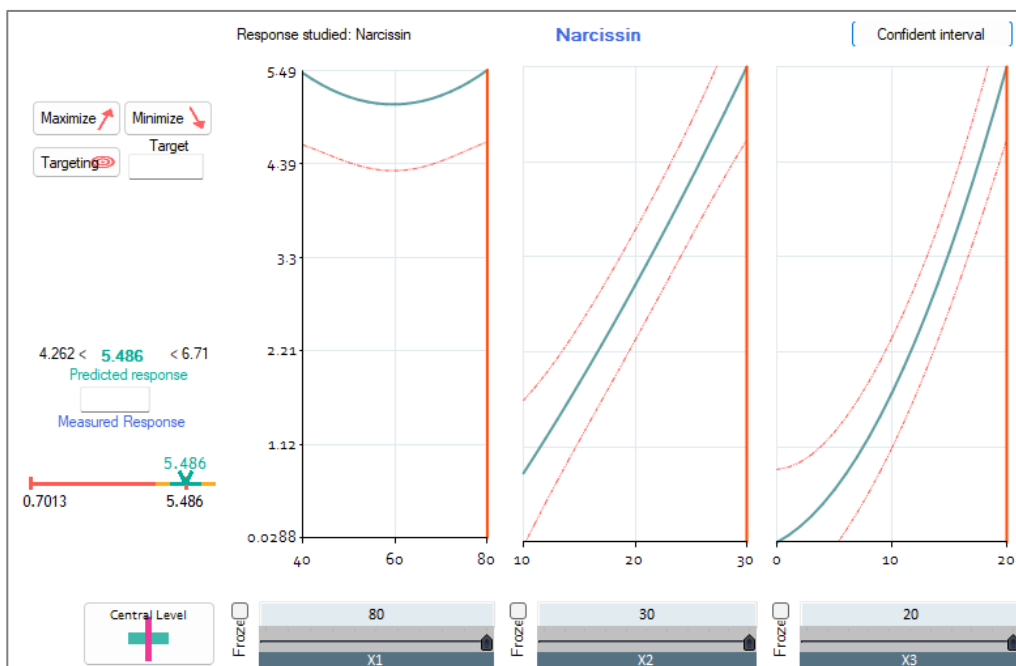 Response studied: Narcissin
Narcissin
Confident interval
Maximize
Minimize
Target
Targeting
5.49
4.39
3.3
2.21
1.12
0.0288
4.262 < 5.486 < 6.71
Predicted response
Measured Response
5.486
0.7013
5.486
40
60
80
10
20
30
0
10
20
Central Level
Froze
80
X1
Froze
30
X2
Froze
20
X3